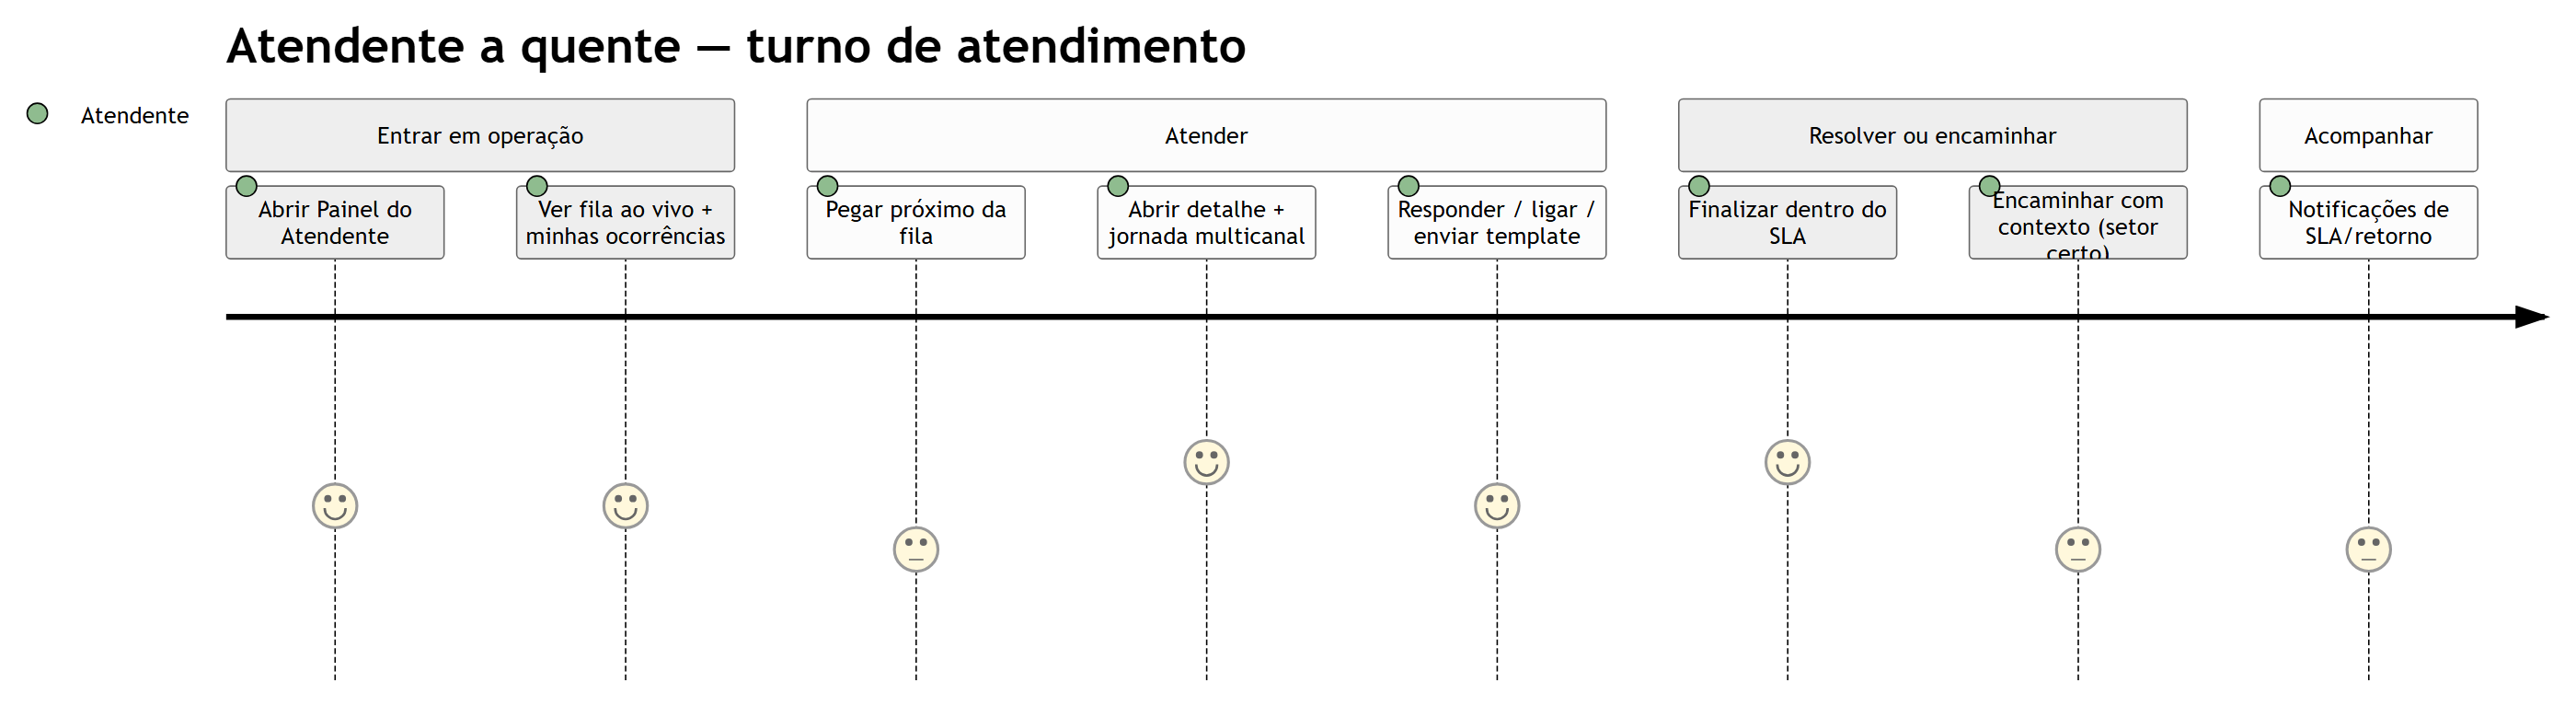 Atendente a quente — turno de atendimento
Atendente
Entrar em operação
Atender
Resolver ou encaminhar
Acompanhar
Abrir Painel do
Atendente
Ver fila ao vivo +
minhas ocorrências
Pegar próximo da
fila
Abrir detalhe +
jornada multicanal
Responder / ligar /
enviar template
Finalizar dentro do
SLA
Encaminhar com
contexto (setor
certo)
Notificações de
SLA/retorno